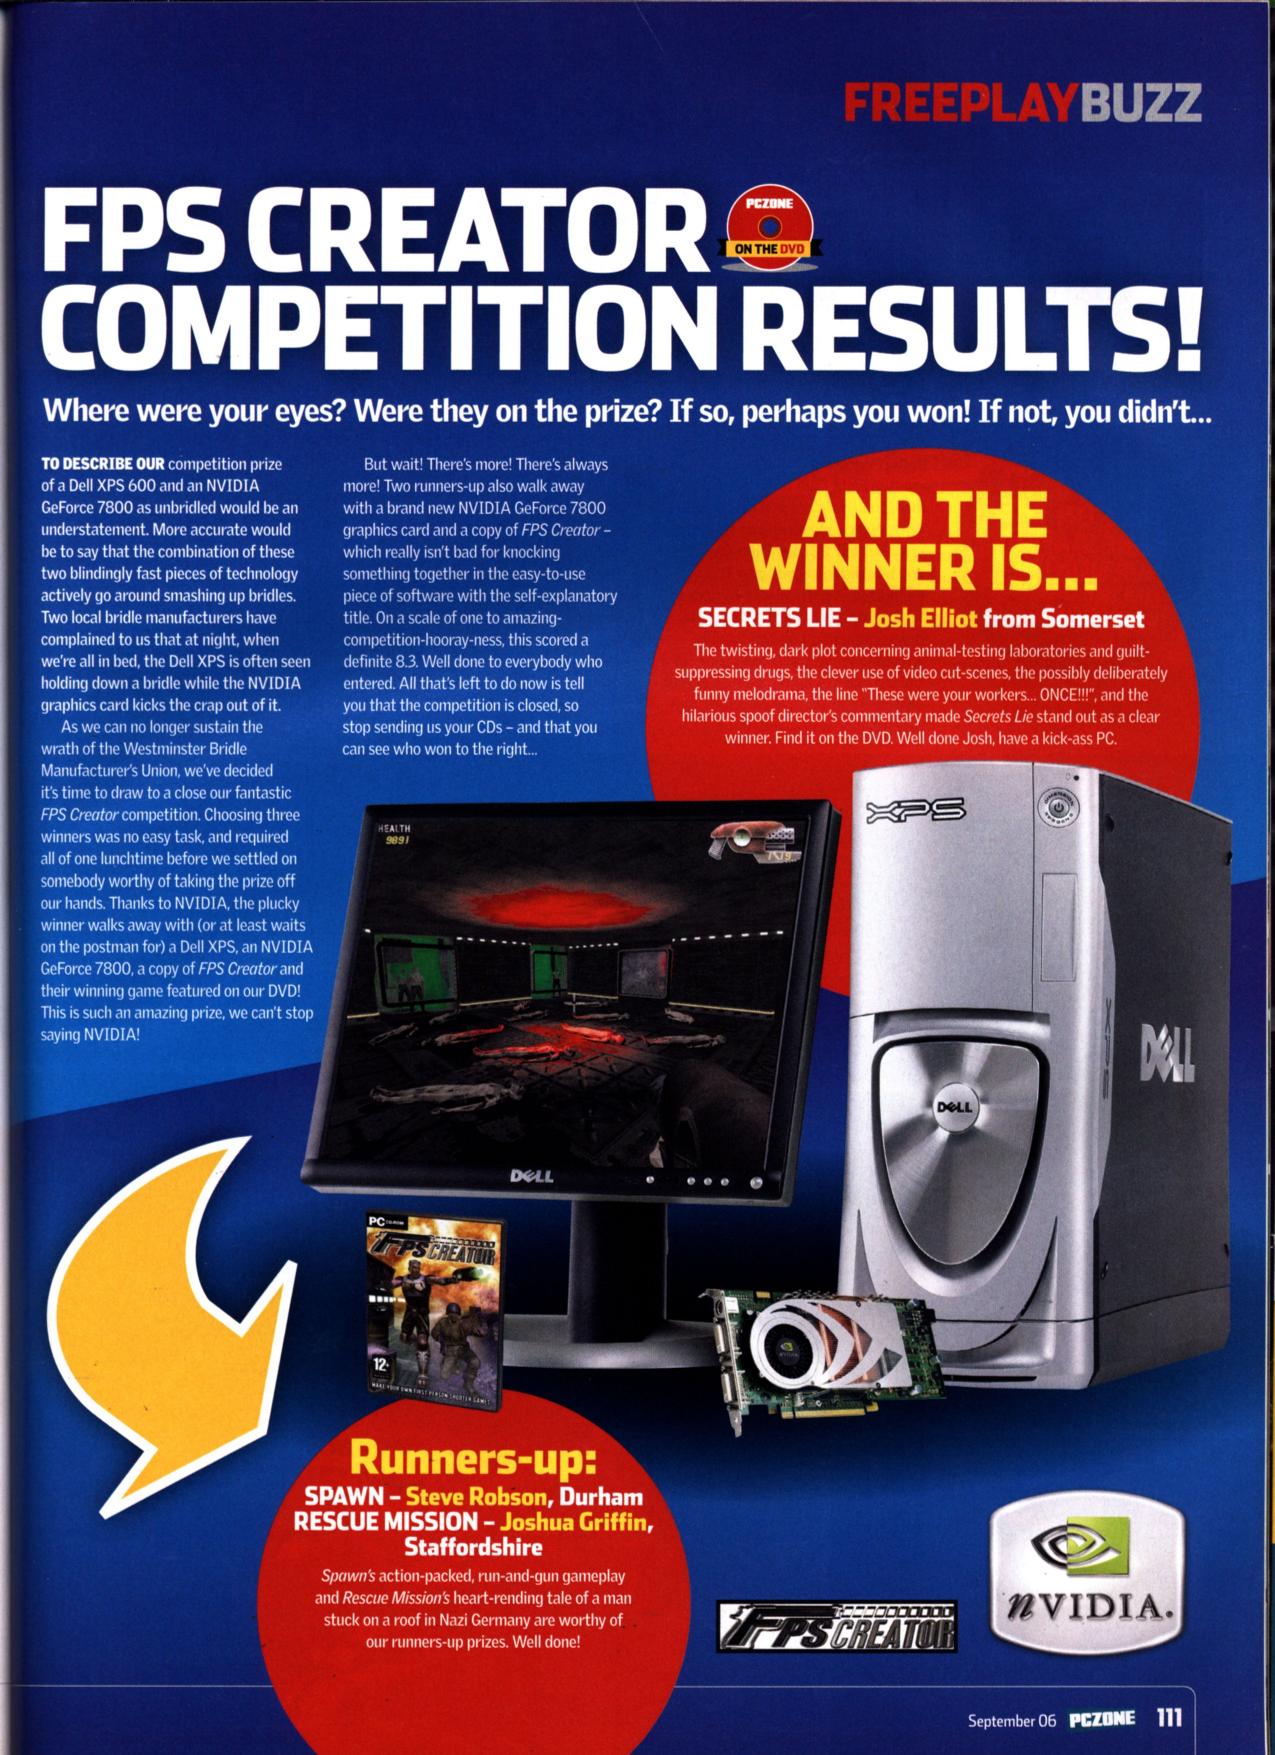 FREEPLAYBUZZ
FPS CREATOR
PCZONE
ON THE DVD
COMPETITION RESULTS!
Where were your eyes? Were they on the prize? If so, perhaps you won! If not, you didn't...
TO DESCRIBE OUR competition prize
of a Dell XPS 600 and an NVIDIA
GeForce 7800 as unbridled would be an
understatement. More accurate would
be to say that the combination of these
two blindingly fast pieces of technology
actively go around smashing up bridles.
Two local bridle manufacturers have
complained to us that at night, when
we're all in bed, the Dell XPS is often seen
holding down a bridle while the NVIDIA
graphics card kicks the crap out of it.
As we can no longer sustain the
wrath of the Westminster Bridle
Manufacturer's Union, we've decided
it's time to draw to a close our fantastic
FPS Creator competition. Choosing three
winners was no easy task, and required
all of one lunchtime before we settled on
somebody worthy of taking the prize off
our hands. Thanks to NVIDIA, the plucky
winner walks away with (or at least waits
on the postman for) a Dell XPS, an NVIDIA
GeForce 7800, a copy of FPS Creator and
their winning game featured on our DVD!
This is such an amazing prize, we can't stop
saying NVIDIA!
But wait! There's more! There's always
more! Two runners-up also walk away
with a brand new NVIDIA GeForce 7800
graphics card and a copy of FPS Creator –
which really isn't bad for knocking
something together in the easy-to-use
piece of software with the self-explanatory
title. On a scale of one to amazing-
competition-hooray-ness, this scored a
definite 8.3. Well done to everybody who
entered. All that's left to do now is tell
you that the competition is closed, so
stop sending us your CDs – and that you
can see who won to the right...
AND THE
WINNER IS...
SECRETS LIE – Josh Elliot from Somerset
The twisting, dark plot concerning animal-testing laboratories and guilt-
suppressing drugs, the clever use of video cut-scenes, the possibly deliberately
funny melodrama, the line "These were your workers... ONCE!!!", and the
hilarious spoof director's commentary made Secrets Lie stand out as a clear
winner. Find it on the DVD. Well done Josh, have a kick-ass PC.
HEALTH
9891
DELL
XPS
DELL
DELL
XPS
PC CD-ROM
FPS CREATOR
12+
MAKE YOUR OWN FIRST PERSON SHOOTER GAMES
Runners-up:
SPAWN – Steve Robson, Durham
RESCUE MISSION – Joshua Griffin,
Staffordshire
Spawn's action-packed, run-and-gun gameplay
and Rescue Mission's heart-rending tale of a man
stuck on a roof in Nazi Germany are worthy of
our runners-up prizes. Well done!
FPS CREATOR
nVIDIA.
September 06 PCZONE 111